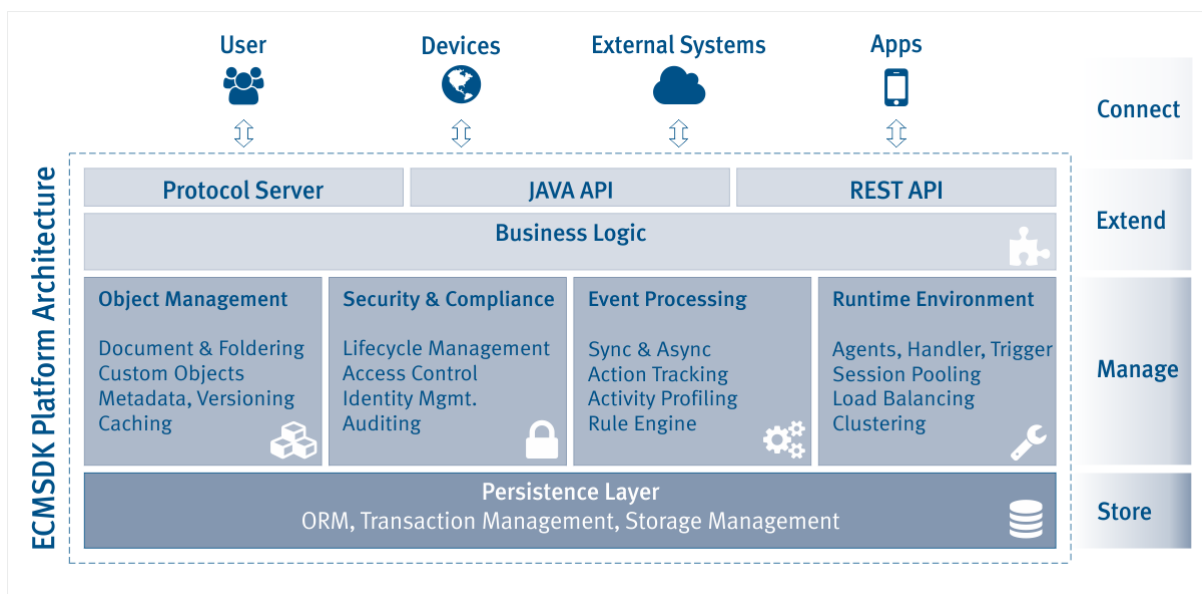 User
Devices
External Systems
Apps
Connect
ECMSDK Platform Architecture
Protocol Server
JAVA API
REST API
Extend
Business Logic
Object Management
Document & Foldering
Custom Objects
Metadata, Versioning
Caching
Security & Compliance
Lifecycle Management
Access Control
Identity Mgmt.
Auditing
Event Processing
Sync & Async
Action Tracking
Activity Profiling
Rule Engine
Runtime Environment
Agents, Handler, Trigger
Session Pooling
Load Balancing
Clustering
Manage
Persistence Layer
ORM, Transaction Management, Storage Management
Store